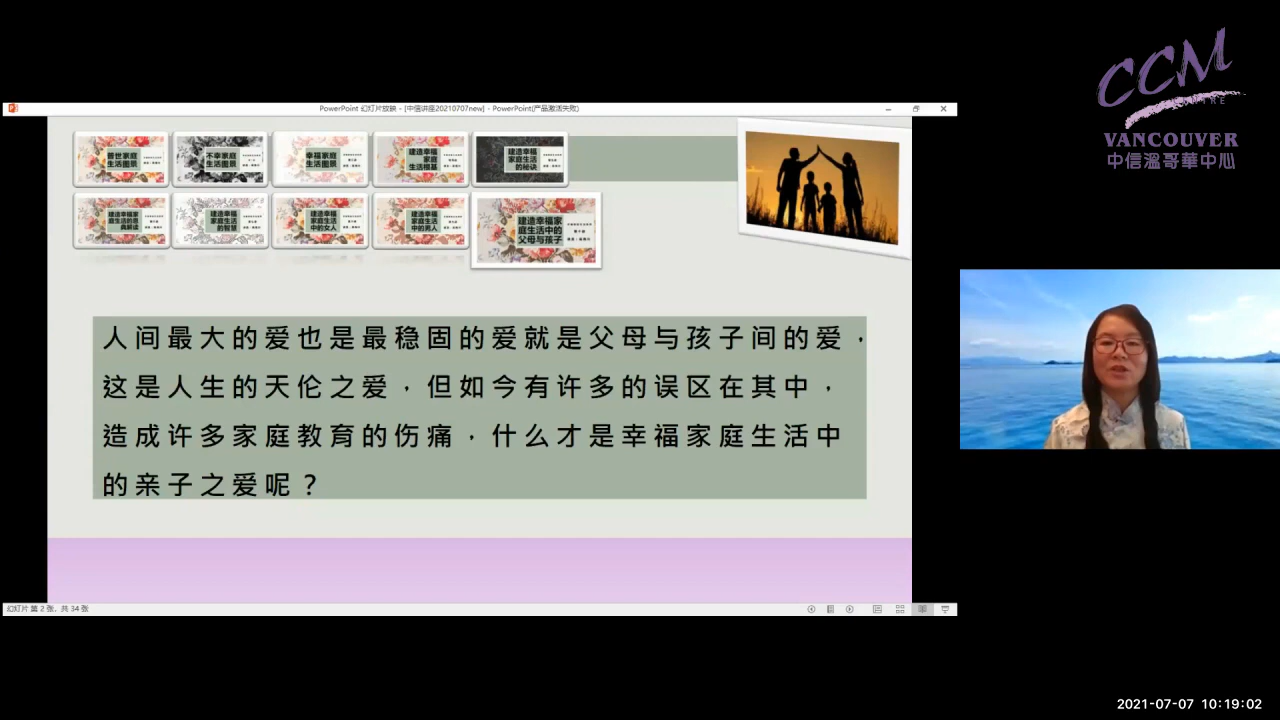 CCM
CENTRE
VANCOUVER
中信溫哥華中心
PowerPoint 幻灯片放映 - [中信讲座20210707new] - PowerPoint(产品激活失败)
普世家庭
生活图景
不幸家庭
生活图景
幸福家庭
生活图景
建造幸福
家庭
生活根基
建造幸福
家庭生活
的秘诀
建造幸福家
庭生活的宝
典解读
建造幸福
家庭生活
的智慧
建造幸福
家庭生活
中的女人
建造幸福
家庭生活
中的男人
建造幸福家
庭生活中的
父母与孩子
人间最大的爱也是最稳固的爱就是父母与孩子间的爱，
这是人生的天伦之爱，但如今有许多的误区在其中，
造成许多家庭教育的伤痛，什么才是幸福家庭生活中
的亲子之爱呢？
幻灯片 第 2 张，共 34 张
2021-07-07 10:19:02